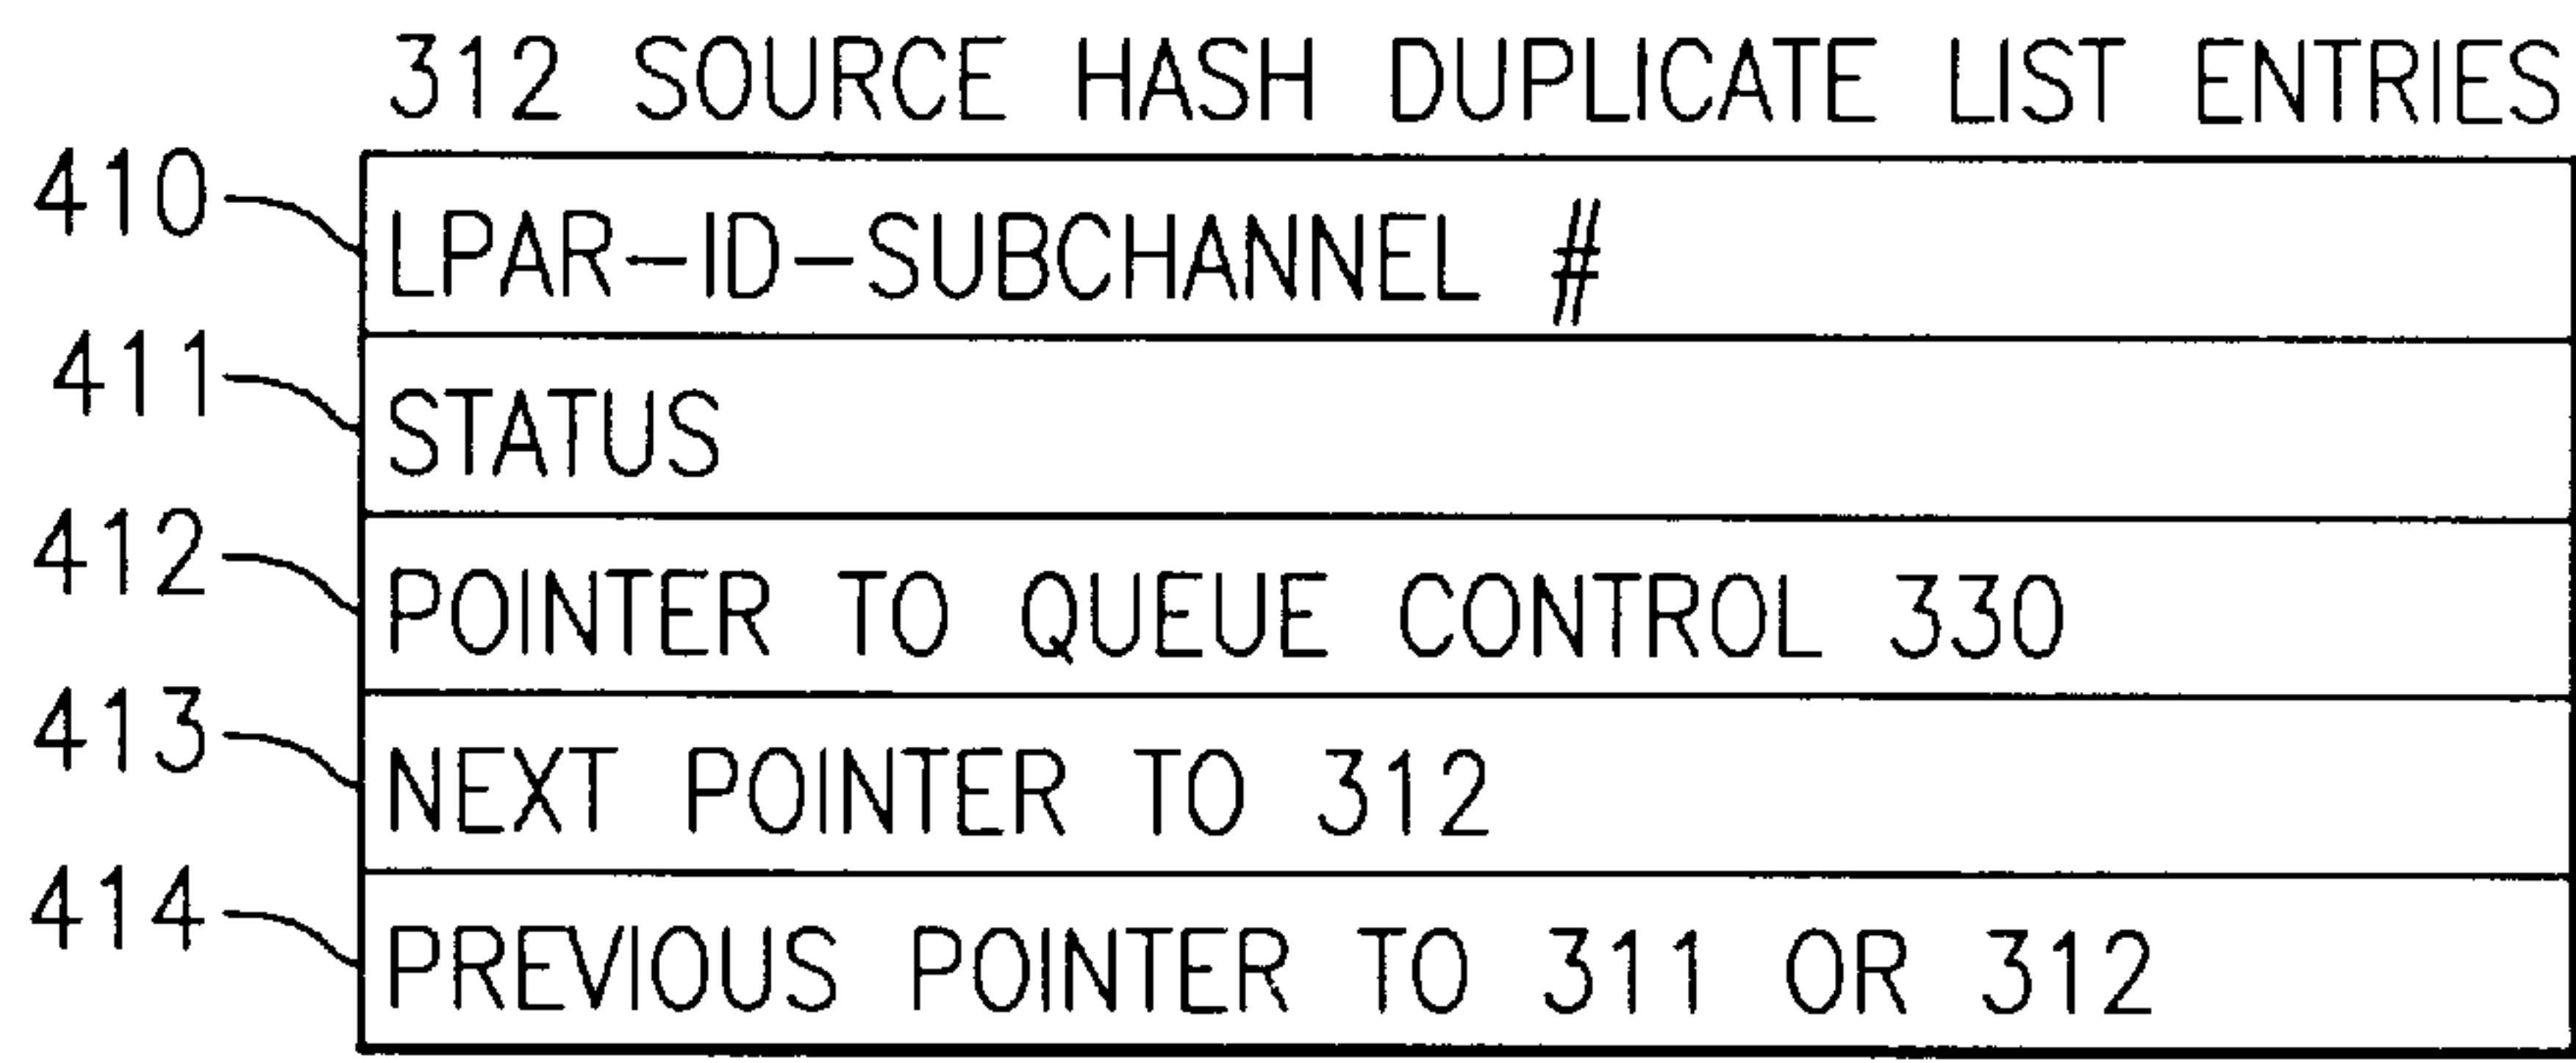 312 SOURCE HASH DUPLICATE LIST ENTRIES
410 LPAR-ID-SUBCHANNEL #
411 STATUS
412 POINTER TO QUEUE CONTROL 330
413 NEXT POINTER TO 312
414 PREVIOUS POINTER TO 311 OR 312